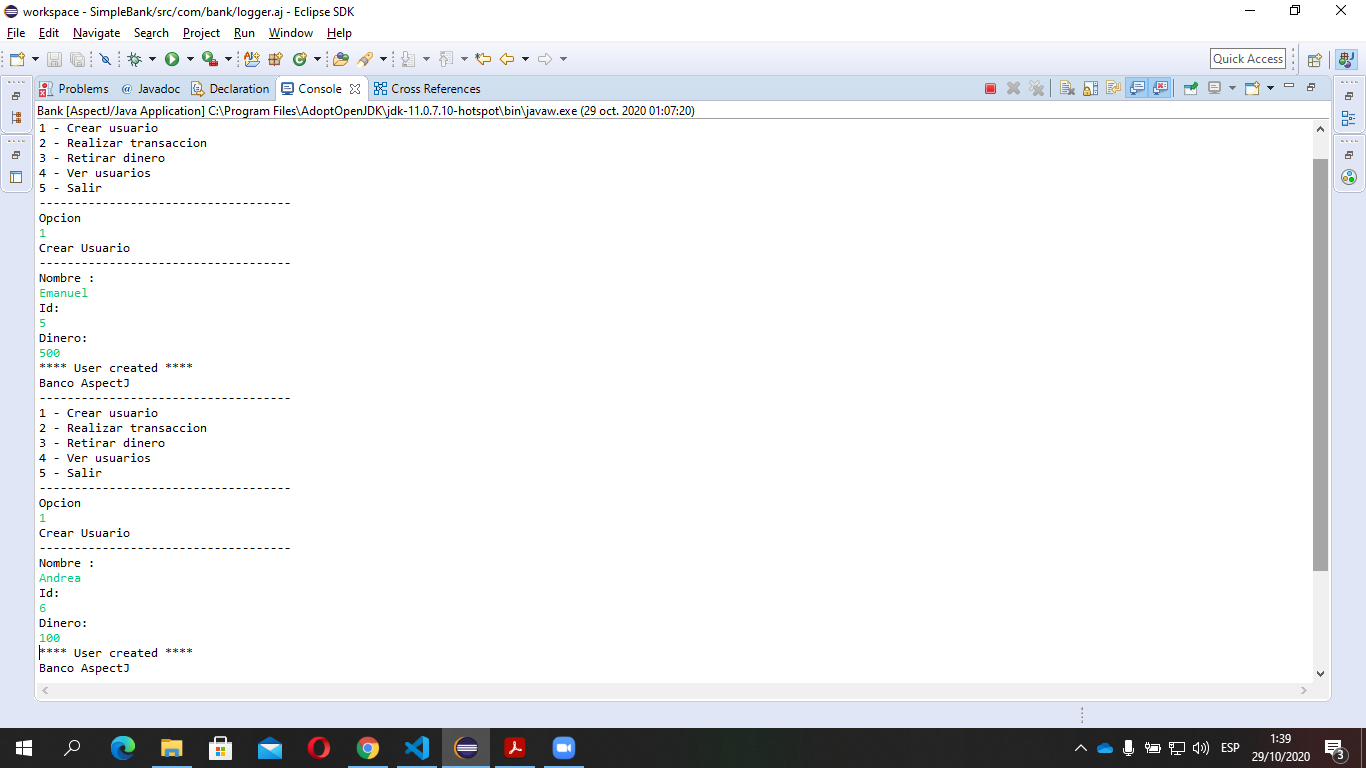 workspace - SimpleBank/src/com/bank/logger.aj - Eclipse SDK
File Edit Navigate Search Project Run Window Help
Quick Access
Problems @ Javadoc Declaration Console Cross References
Bank [AspectJ/Java Application] C:\Program Files\AdoptOpenJDK\jdk-11.0.7.10-hotspot\bin\javaw.exe (29 oct. 2020 01:07:20)
1 - Crear usuario
2 - Realizar transaccion
3 - Retirar dinero
4 - Ver usuarios
5 - Salir
------------------------------------
Opcion
1
Crear Usuario
------------------------------------
Nombre :
Emanuel
Id:
5
Dinero:
500
**** User created ****
Banco AspectJ
------------------------------------
1 - Crear usuario
2 - Realizar transaccion
3 - Retirar dinero
4 - Ver usuarios
5 - Salir
------------------------------------
Opcion
1
Crear Usuario
------------------------------------
Nombre :
Andrea
Id:
6
Dinero:
100
**** User created ****
Banco AspectJ
ESP
1:39
29/10/2020
3